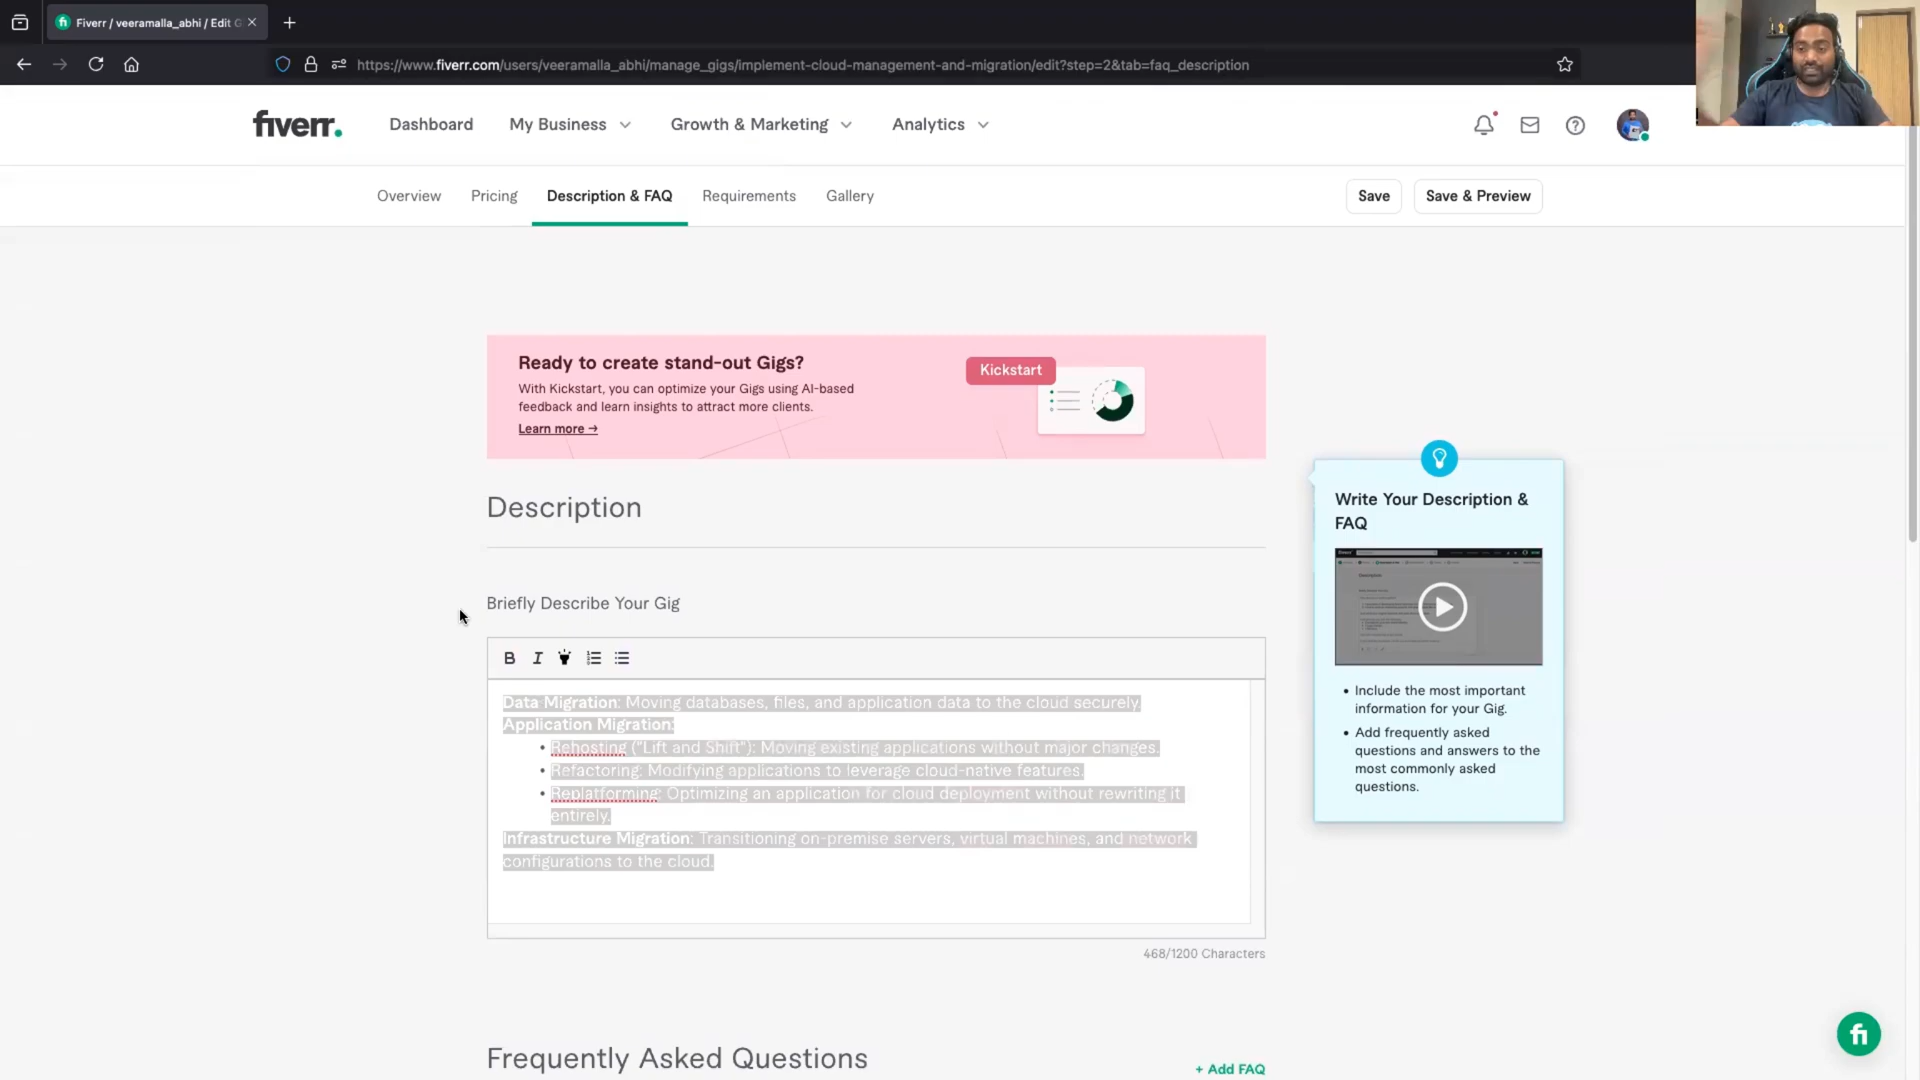 Fiverr / veeramalla_abhi / Edit G
https://www.fiverr.com/users/veeramalla_abhi/manage_gigs/implement-cloud-management-and-migration/edit?step=2&tab=faq_description
fiverr.
Dashboard
My Business
Growth & Marketing
Analytics
Overview
Pricing
Description & FAQ
Requirements
Gallery
Save
Save & Preview
Ready to create stand-out Gigs?
With Kickstart, you can optimize your Gigs using AI-based
feedback and learn insights to attract more clients.
Learn more →
Kickstart
Description
Briefly Describe Your Gig
B I
Data Migration: Moving databases, files, and application data to the cloud securely.
Application Migration:
• Rehosting ("Lift and Shift"): Moving existing applications without major changes.
• Refactoring: Modifying applications to leverage cloud-native features.
• Replatforming: Optimizing an application for cloud deployment without rewriting it
entirely.
Infrastructure Migration: Transitioning on-premise servers, virtual machines, and network
configurations to the cloud.
468/1200 Characters
Write Your Description &
FAQ
• Include the most important
information for your Gig.
• Add frequently asked
questions and answers to the
most commonly asked
questions.
Frequently Asked Questions
+ Add FAQ
fi